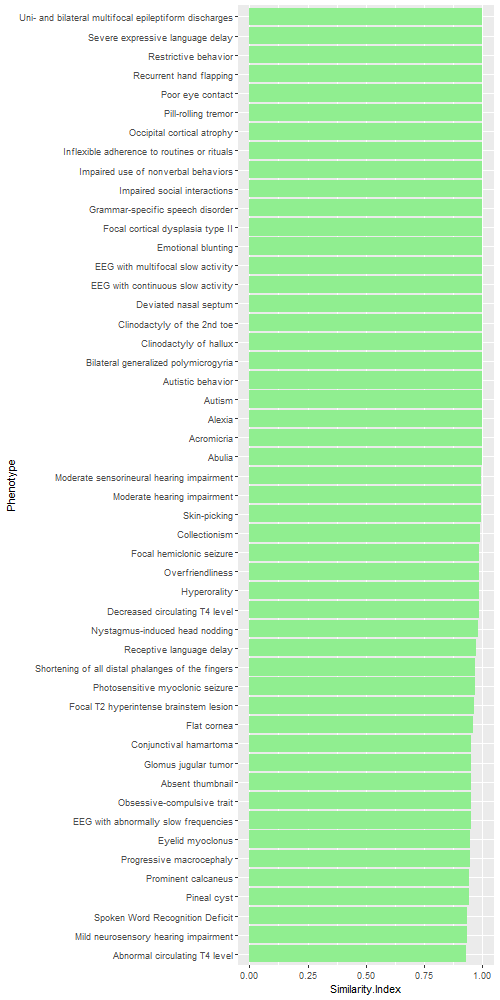 Uni- and bilateral multifocal epileptiform discharges
Severe expressive language delay
Restrictive behavior
Recurrent hand flapping
Poor eye contact
Pill-rolling tremor
Occipital cortical atrophy
Inflexible adherence to routines or rituals
Impaired use of nonverbal behaviors
Impaired social interactions
Grammar-specific speech disorder
Focal cortical dysplasia type II
Emotional blunting
EEG with multifocal slow activity
EEG with continuous slow activity
Deviated nasal septum
Clinodactyly of the 2nd toe
Clinodactyly of hallux
Bilateral generalized polymicrogyria
Autistic behavior
Autism
Alexia
Acromicria
Abulia
Moderate sensorineural hearing impairment
Moderate hearing impairment
Skin-picking
Collectionism
Focal hemiclonic seizure
Overfriendliness
Hyperorality
Decreased circulating T4 level
Nystagmus-induced head nodding
Receptive language delay
Shortening of all distal phalanges of the fingers
Photosensitive myoclonic seizure
Focal T2 hyperintense brainstem lesion
Flat cornea
Conjunctival hamartoma
Glomus jugular tumor
Absent thumbnail
Obsessive-compulsive trait
EEG with abnormally slow frequencies
Eyelid myoclonus
Progressive macrocephaly
Prominent calcaneus
Pineal cyst
Spoken Word Recognition Deficit
Mild neurosensory hearing impairment
Abnormal circulating T4 level
Phenotype
0.00 0.25 0.50 0.75 1.00
Similarity.Index